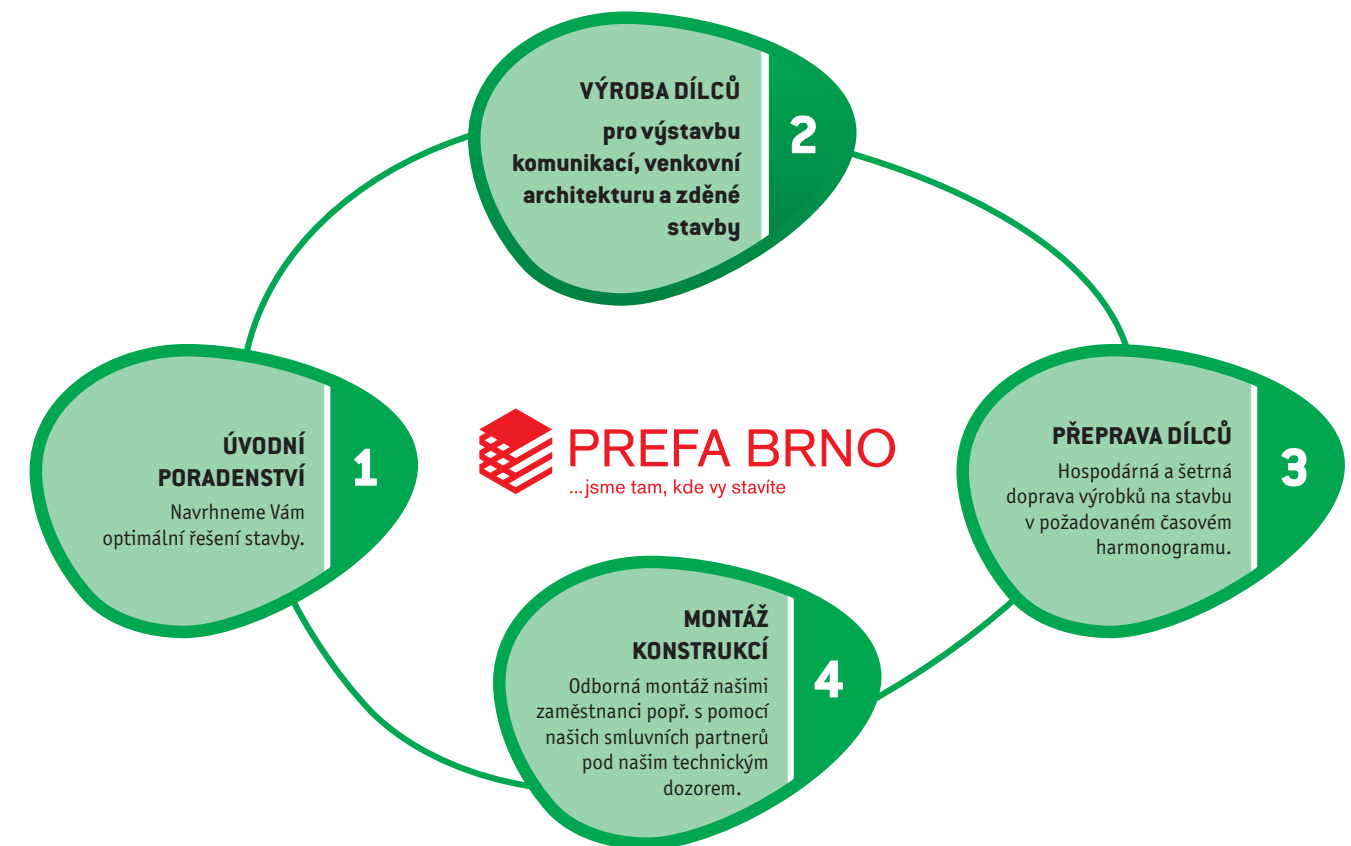 ÚVODNÍ
PORADENSTVÍ
Navrhneme Vám
optimální řešení stavby.
1
VÝROBA DÍLCŮ
pro výstavbu
komunikací, venkovní
architekturu a zděné
stavby
2
PŘEPRAVA DÍLCŮ
Hospodárná a šetrná
doprava výrobků na stavbu
v požadovaném časovém
harmonogramu.
3
MONTÁŽ
KONSTRUKCÍ
Odborná montáž našimi
zaměstnanci popř. s pomocí
našich smluvních partnerů
pod našim technickým
dozorem.
4
PREFA BRNO
...jsme tam, kde vy stavíte